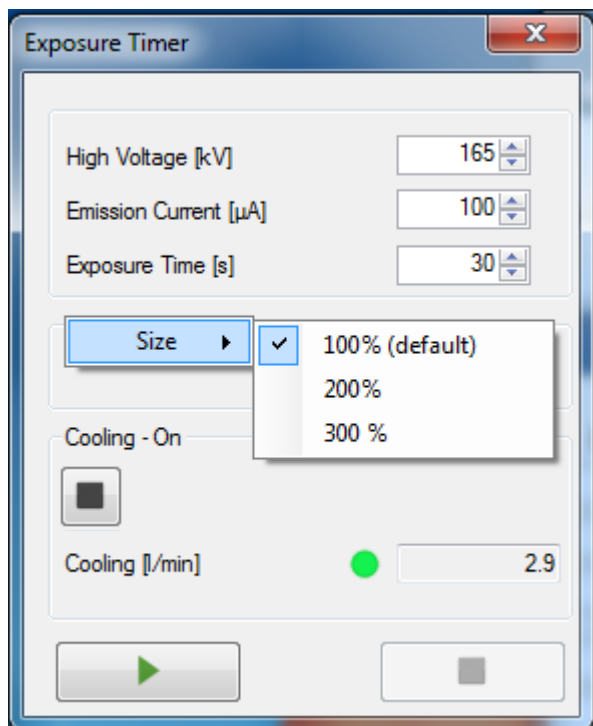 Exposure Timer
High Voltage [kV] 165
Emission Current [µA] 100
Exposure Time [s] 30
Size
100% (default)
200%
300 %
Cooling - On
Cooling [l/min] 2.9